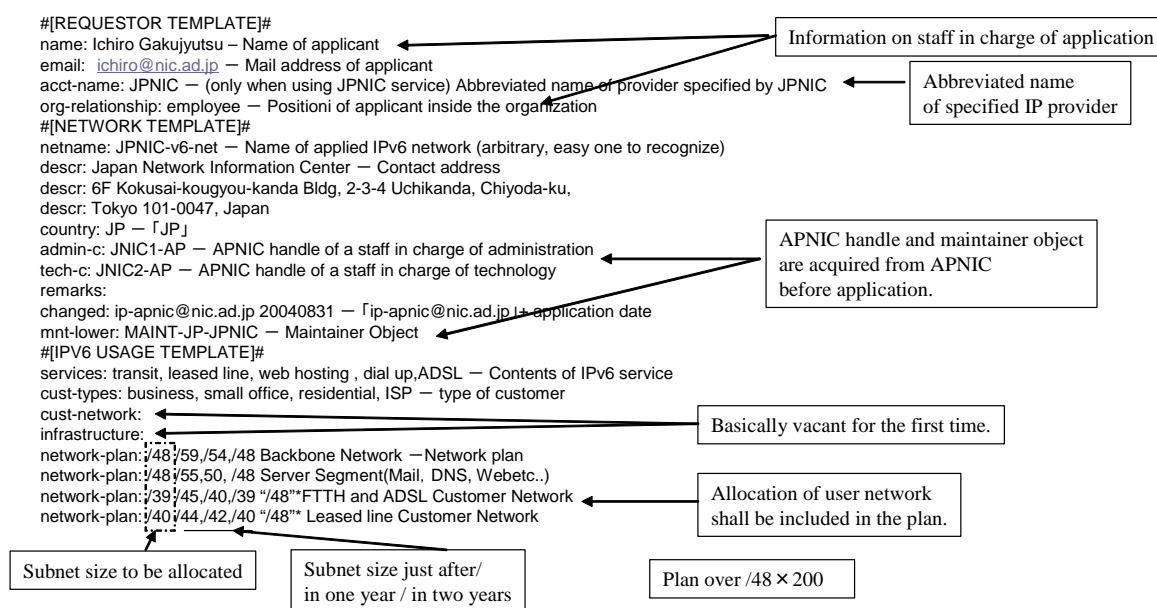 #[REQUESTOR TEMPLATE]#
name: Ichiro Gakujyutsu – Name of applicant
email: ichiro@nic.ad.jp － Mail address of applicant
acct-name: JPNIC － (only when using JPNIC service) Abbreviated name of provider specified by JPNIC
org-relationship: employee － Positioni of applicant inside the organization
#[NETWORK TEMPLATE]#
netname: JPNIC-v6-net － Name of applied IPv6 network (arbitrary, easy one to recognize)
descr: Japan Network Information Center － Contact address
descr: 6F Kokusai-kougyou-kanda Bldg, 2-3-4 Uchikanda, Chiyoda-ku,
descr: Tokyo 101-0047, Japan
country: JP － 「JP」
admin-c: JNIC1-AP － APNIC handle of a staff in charge of administration
tech-c: JNIC2-AP － APNIC handle of a staff in charge of technology
remarks:
changed: ip-apnic@nic.ad.jp 20040831 － 「ip-apnic@nic.ad.jp」+ application date
mnt-lower: MAINT-JP-JPNIC － Maintainer Object
#[IPV6 USAGE TEMPLATE]#
services: transit, leased line, web hosting , dial up,ADSL － Contents of IPv6 service
cust-types: business, small office, residential, ISP － type of customer
cust-network:
infrastructure:
network-plan: /48 /59,/54,/48 Backbone Network －Network plan
network-plan: /48 /55,50, /48 Server Segment(Mail, DNS, Webetc..)
network-plan: /39 /45,/40,/39 “/48”*FTTH and ADSL Customer Network
network-plan: /40 /44,/42,/40 “/48”* Leased line Customer Network
Information on staff in charge of application
Abbreviated name
of specified IP provider
APNIC handle and maintainer object
are acquired from APNIC
before application.
Basically vacant for the first time.
Allocation of user network
shall be included in the plan.
Subnet size to be allocated
Subnet size just after/
in one year / in two years
Plan over /48×200